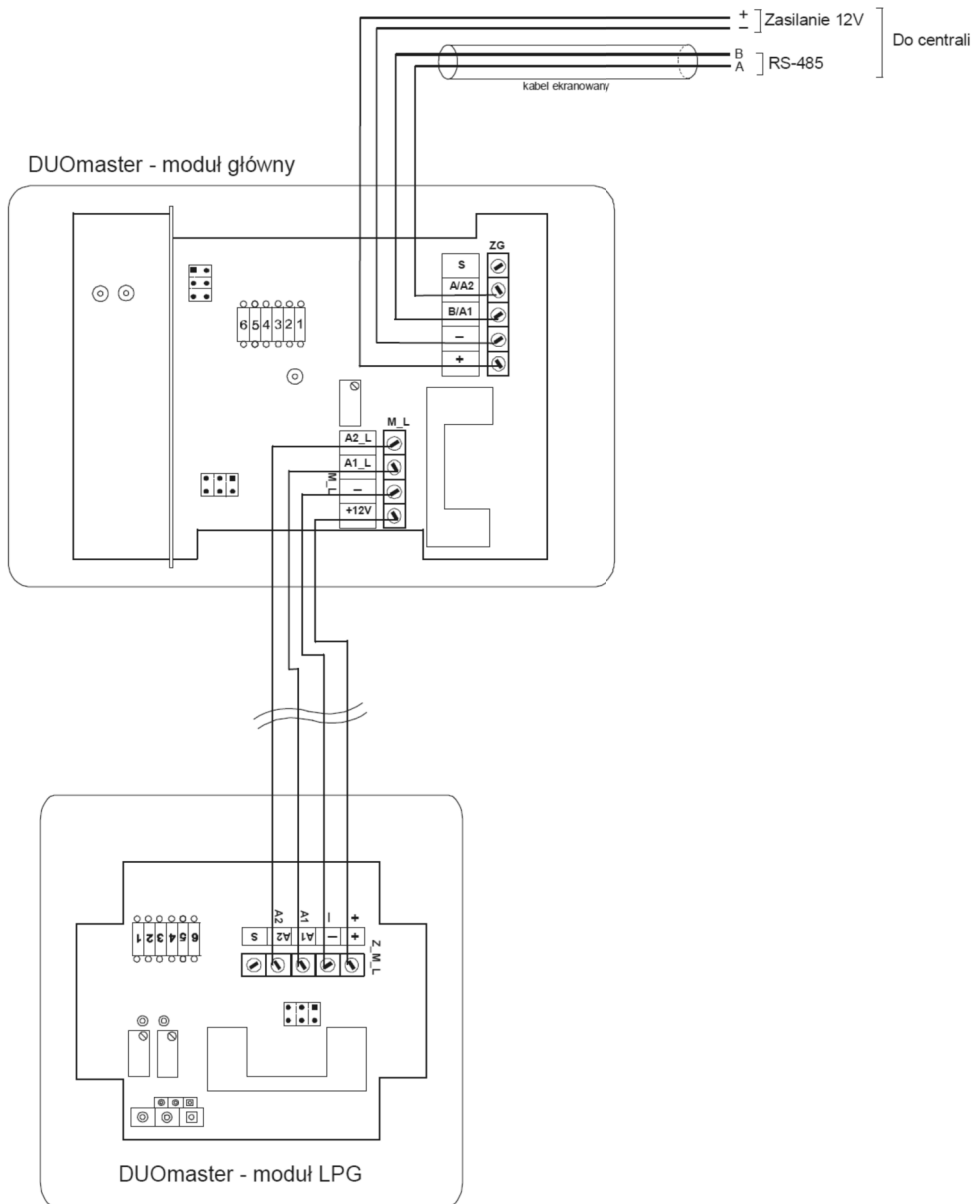 +
Zasilanie 12V
−
Do centrali
B
RS-485
A
kabel ekranowany
DUOmaster - moduł główny
ZG
S
A/A2
B/A1
−
+
6 5 4 3 2 1
M_L
A2_L
A1_L
−
+12V
M_L
A2 A1 − +
S A2 A1 − +
Z_M_L
1 2 3 4 5 6
DUOmaster - moduł LPG